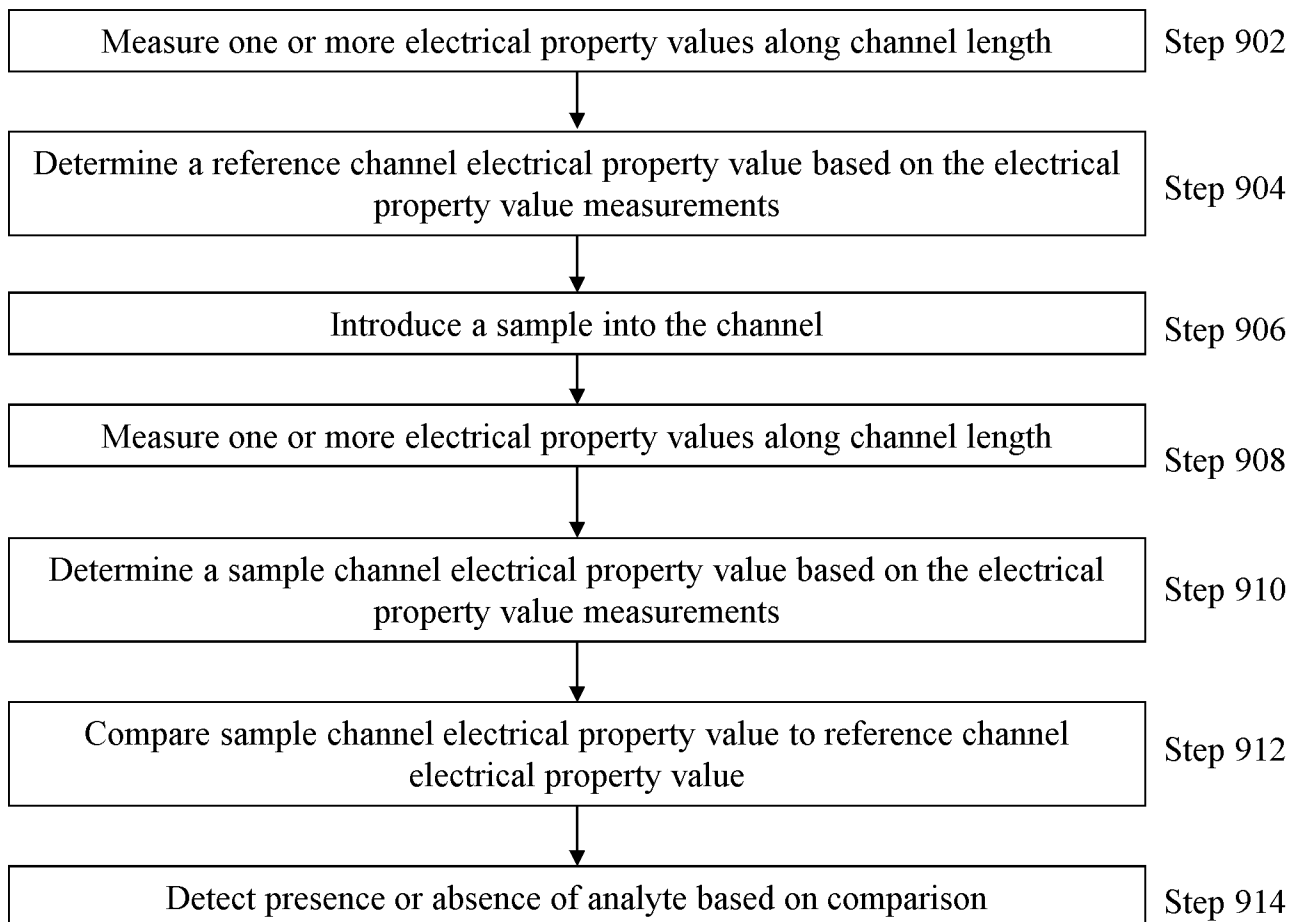 Measure one or more electrical property values along channel length
Step 902
Determine a reference channel electrical property value based on the electrical
property value measurements
Step 904
Introduce a sample into the channel
Step 906
Measure one or more electrical property values along channel length
Step 908
Determine a sample channel electrical property value based on the electrical
property value measurements
Step 910
Compare sample channel electrical property value to reference channel
electrical property value
Step 912
Detect presence or absence of analyte based on comparison
Step 914